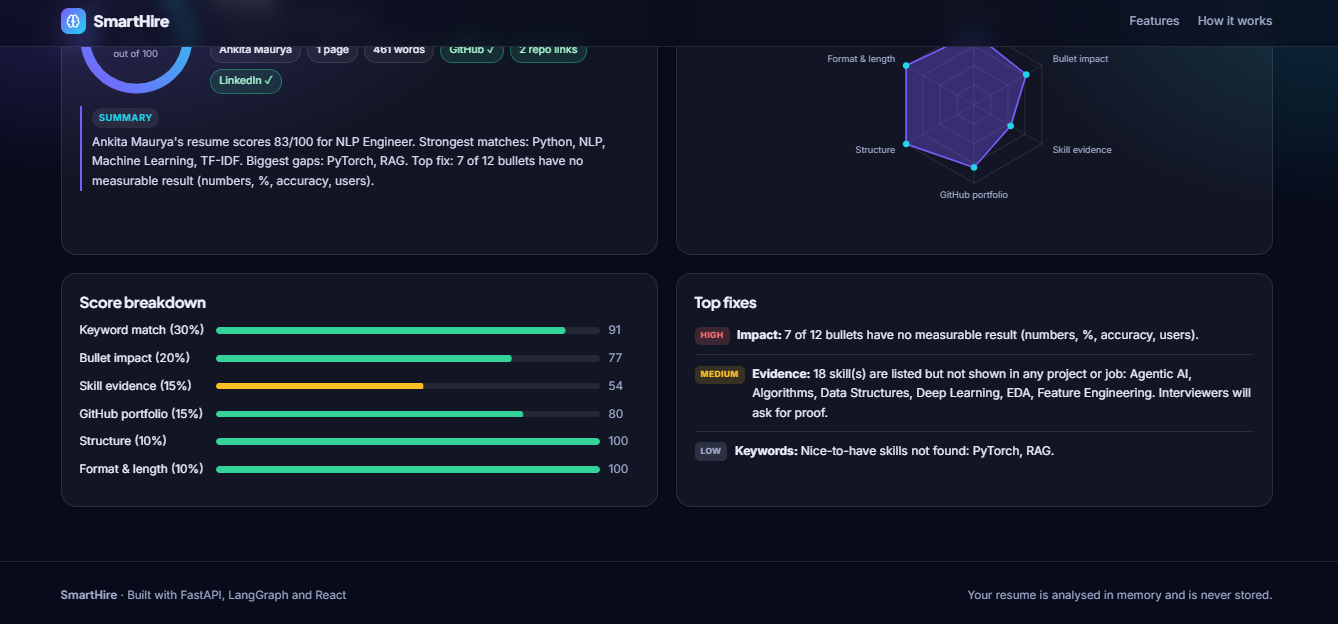 SmartHire
Features
How it works
out of 100
Ankita Maurya
1 page
461 words
GitHub ✓
2 repo links
LinkedIn ✓
SUMMARY
Ankita Maurya's resume scores 83/100 for NLP Engineer. Strongest matches: Python, NLP,
Machine Learning, TF-IDF. Biggest gaps: PyTorch, RAG. Top fix: 7 of 12 bullets have no
measurable result (numbers, %, accuracy, users).
Format & length
Bullet impact
Structure
Skill evidence
GitHub portfolio
Score breakdown
Keyword match (30%) 91
Bullet impact (20%) 77
Skill evidence (15%) 54
GitHub portfolio (15%) 80
Structure (10%) 100
Format & length (10%) 100
Top fixes
HIGH Impact: 7 of 12 bullets have no measurable result (numbers, %, accuracy, users).
MEDIUM Evidence: 18 skill(s) are listed but not shown in any project or job: Agentic AI,
Algorithms, Data Structures, Deep Learning, EDA, Feature Engineering. Interviewers will
ask for proof.
LOW Keywords: Nice-to-have skills not found: PyTorch, RAG.
SmartHire · Built with FastAPI, LangGraph and React
Your resume is analysed in memory and is never stored.